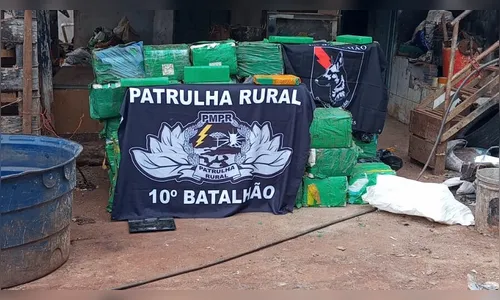 PATRULHA RURAL
PMPR
PATRULHA
RURAL
10º BATALHÃO